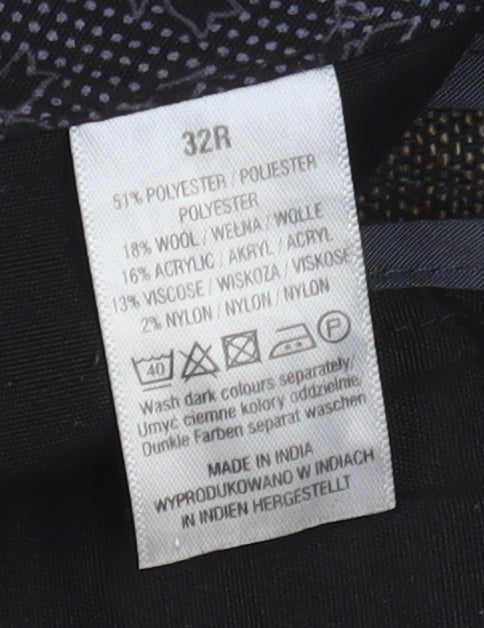 32R
51% POLYESTER / POLIESTER
POLYESTER
18% WOOL / WEŁNA / WOLLE
16% ACRYLIC / AKRYL / ACRYL
13% VISCOSE / WISKOZA / VISKOSE
2% NYLON / NYLON / NYLON
40 P
Wash dark colours separately/
Umyc ciemne kolory oddzielnie/
Dunkle Farben separat waschen
MADE IN INDIA
WYPRODUKOWANO W INDIACH
IN INDIEN HERGESTELLT